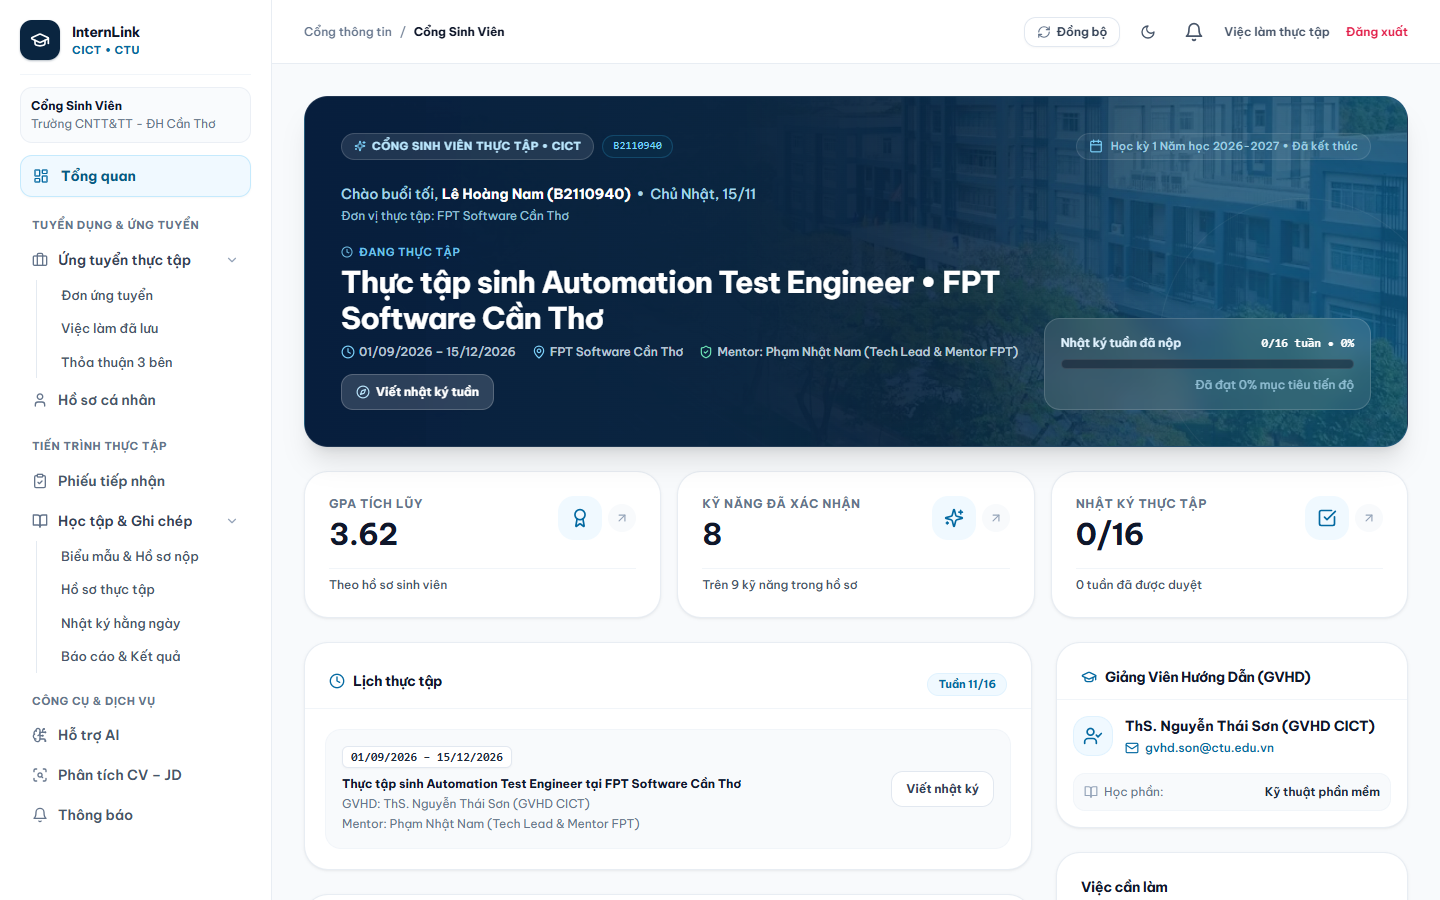 InternLink
CICT • CTU
Cổng Sinh Viên
Trường CNTT&TT - ĐH Cần Thơ
Tổng quan
TUYỂN DỤNG & ỨNG TUYỂN
Ứng tuyển thực tập
Đơn ứng tuyển
Việc làm đã lưu
Thỏa thuận 3 bên
Hồ sơ cá nhân
TIẾN TRÌNH THỰC TẬP
Phiếu tiếp nhận
Học tập & Ghi chép
Biểu mẫu & Hồ sơ nộp
Hồ sơ thực tập
Nhật ký hằng ngày
Báo cáo & Kết quả
CÔNG CỤ & DỊCH VỤ
Hỗ trợ AI
Phân tích CV – JD
Thông báo
Cổng thông tin / Cổng Sinh Viên
Đồng bộ
Việc làm thực tập
Đăng xuất
CỔNG SINH VIÊN THỰC TẬP • CICT
B2110940
Học kỳ 1 Năm học 2026-2027 • Đã kết thúc
Chào buổi tối, Lê Hoàng Nam (B2110940) • Chủ Nhật, 15/11
Đơn vị thực tập: FPT Software Cần Thơ
ĐANG THỰC TẬP
Thực tập sinh Automation Test Engineer • FPT
Software Cần Thơ
01/09/2026 – 15/12/2026
FPT Software Cần Thơ
Mentor: Phạm Nhật Nam (Tech Lead & Mentor FPT)
Viết nhật ký tuần
Nhật ký tuần đã nộp
0/16 tuần • 0%
Đã đạt 0% mục tiêu tiến độ
GPA TÍCH LŨY
3.62
Theo hồ sơ sinh viên
KỸ NĂNG ĐÃ XÁC NHẬN
8
Trên 9 kỹ năng trong hồ sơ
NHẬT KÝ THỰC TẬP
0/16
0 tuần đã được duyệt
Lịch thực tập
Tuần 11/16
01/09/2026 – 15/12/2026
Thực tập sinh Automation Test Engineer tại FPT Software Cần Thơ
GVHD: ThS. Nguyễn Thái Sơn (GVHD CICT)
Mentor: Phạm Nhật Nam (Tech Lead & Mentor FPT)
Viết nhật ký
Giảng Viên Hướng Dẫn (GVHD)
ThS. Nguyễn Thái Sơn (GVHD CICT)
gvhd.son@ctu.edu.vn
Học phần:
Kỹ thuật phần mềm
Việc cần làm